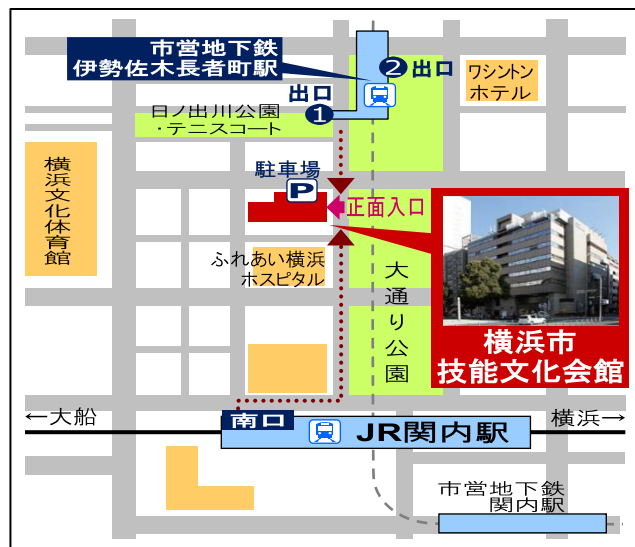 市営地下鉄
伊勢佐木長者町駅
❷出口
ワシントン
ホテル
出口
❶
日ノ出川公園
・テニスコート
横浜文化体育館
駐車場
P
正面入口
ふれあい横浜
ホスピタル
大通り公園
横浜市
技能文化会館
←大船
南口
JR関内駅
横浜→
市営地下鉄
関内駅